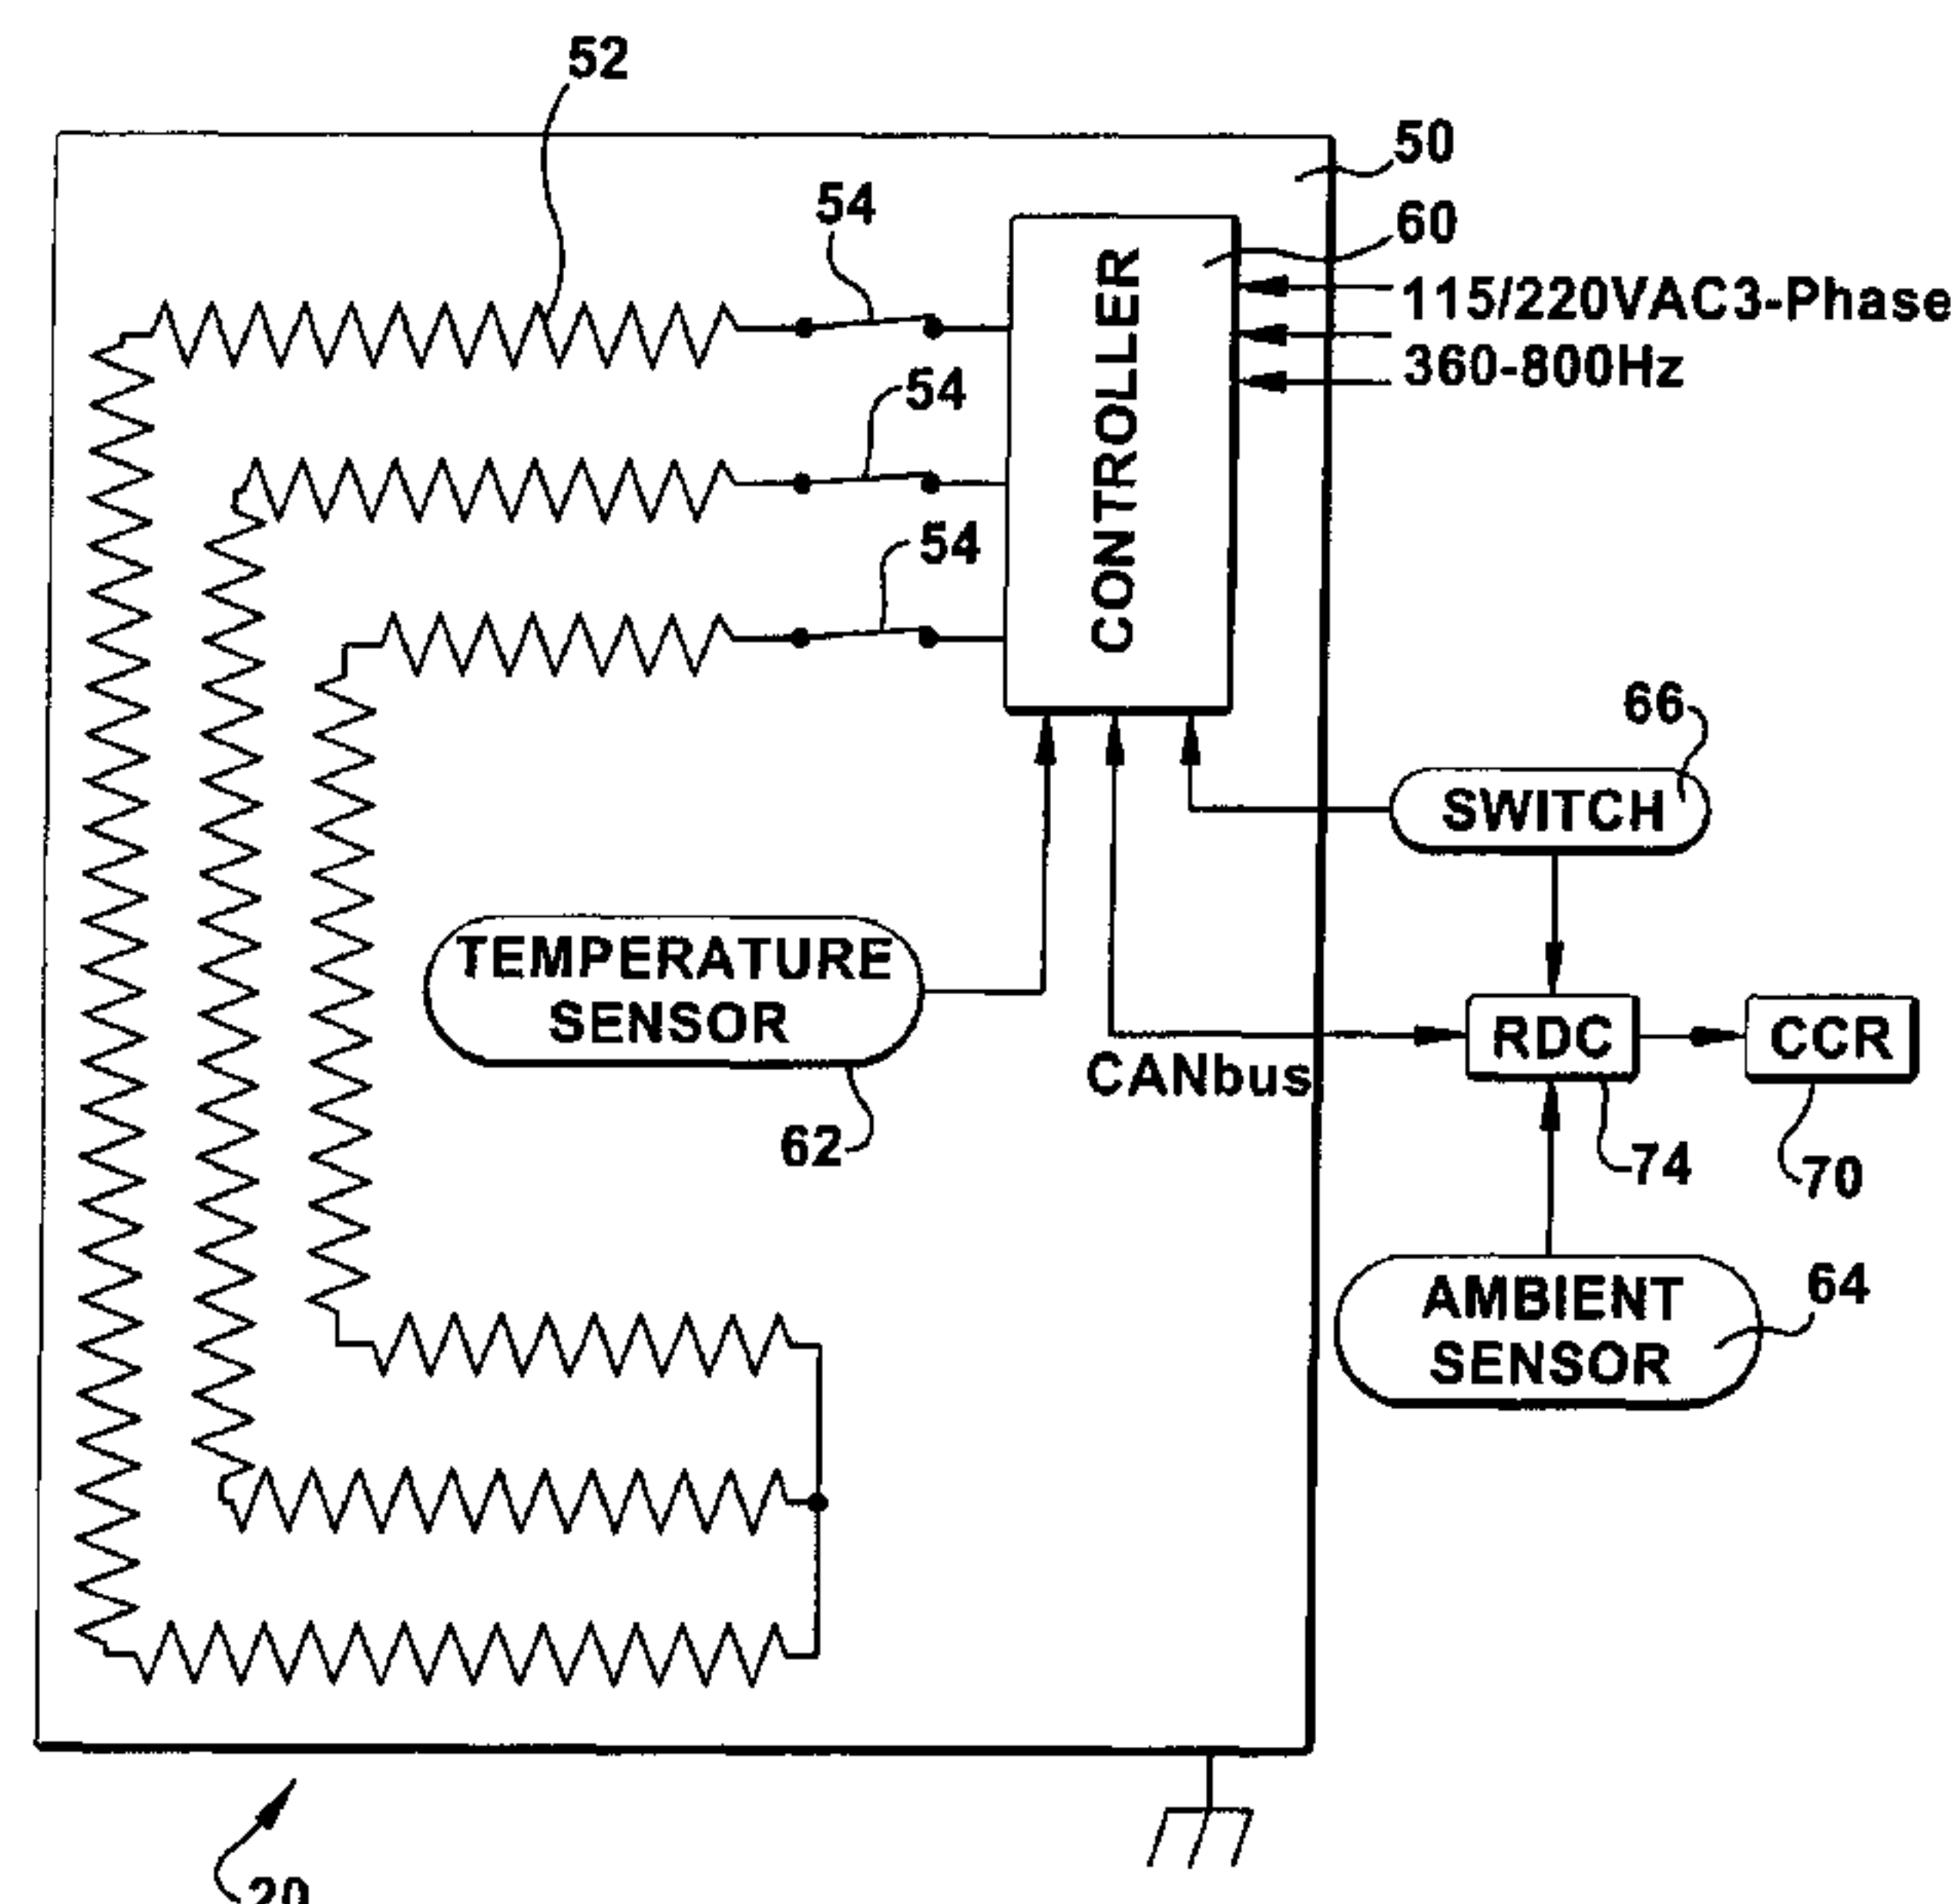 52
50
54
60
CONTROLLER
115/220VAC3-Phase
360-800Hz
54
54
66
SWITCH
TEMPERATURE
SENSOR
RDC
CCR
CANbus
62
74
70
AMBIENT
SENSOR
64
20